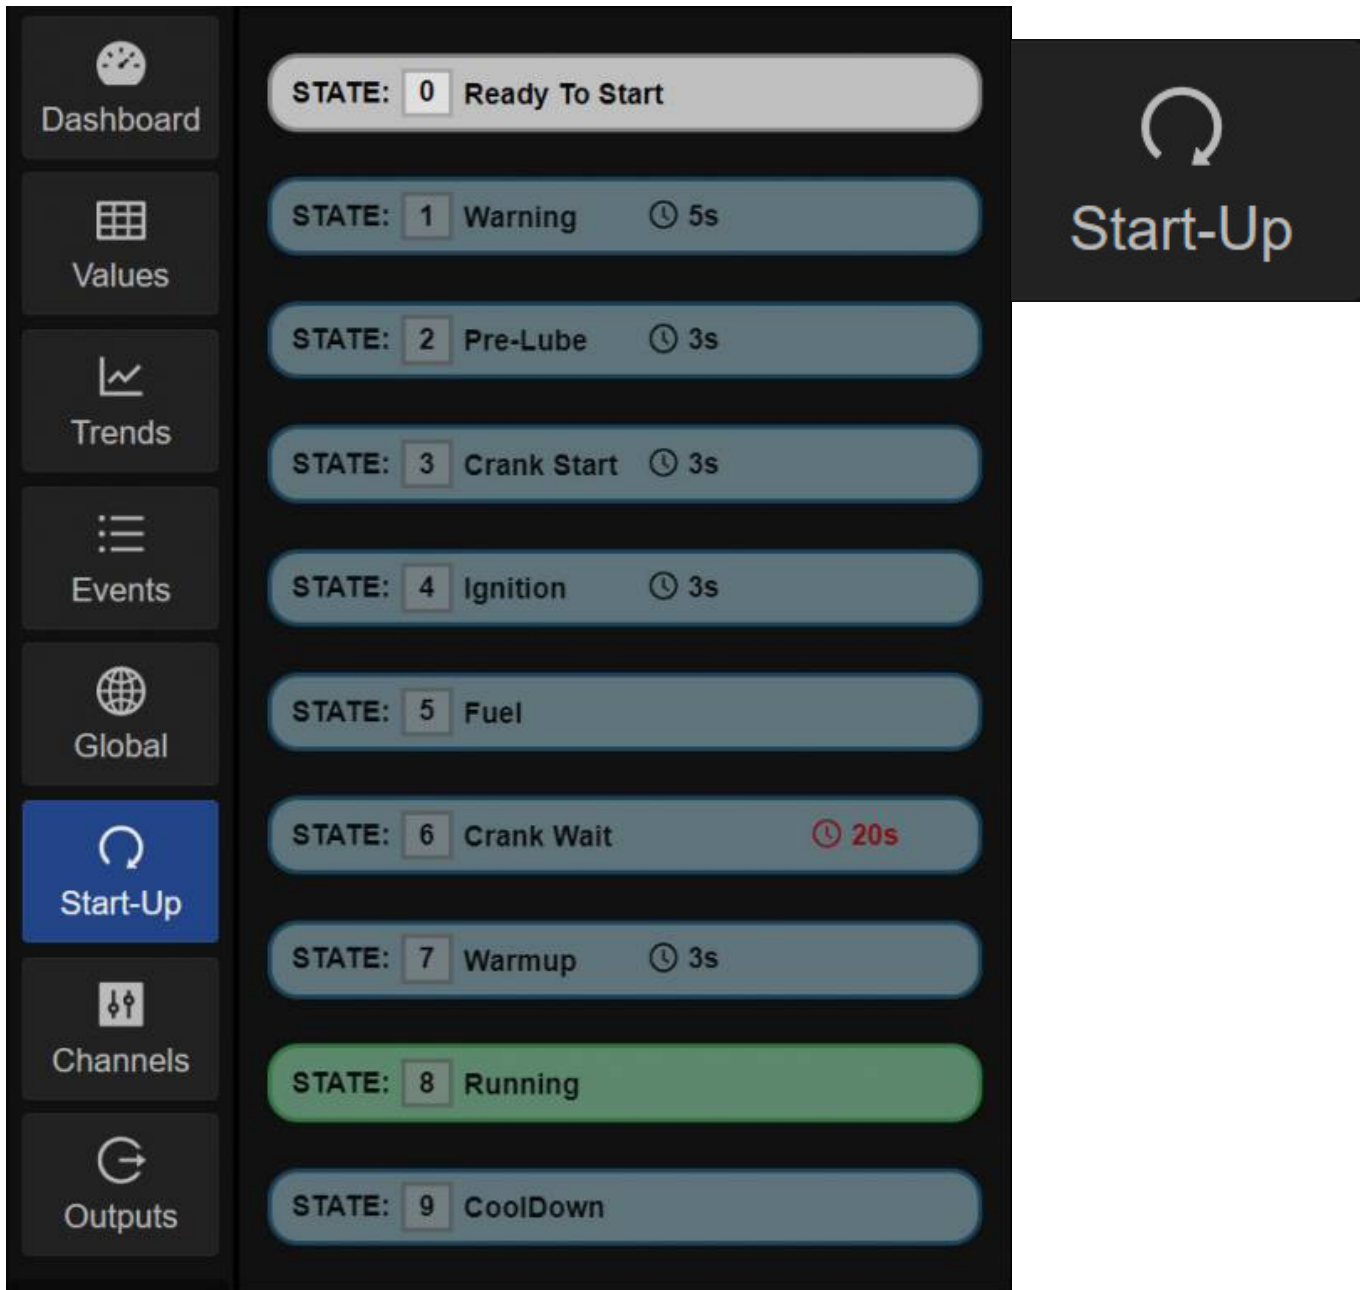 Dashboard
Values
Trends
Events
Global
Start-Up
Channels
Outputs
STATE: 0 Ready To Start
STATE: 1 Warning 5s
STATE: 2 Pre-Lube 3s
STATE: 3 Crank Start 3s
STATE: 4 Ignition 3s
STATE: 5 Fuel
STATE: 6 Crank Wait 20s
STATE: 7 Warmup 3s
STATE: 8 Running
STATE: 9 CoolDown
Start-Up